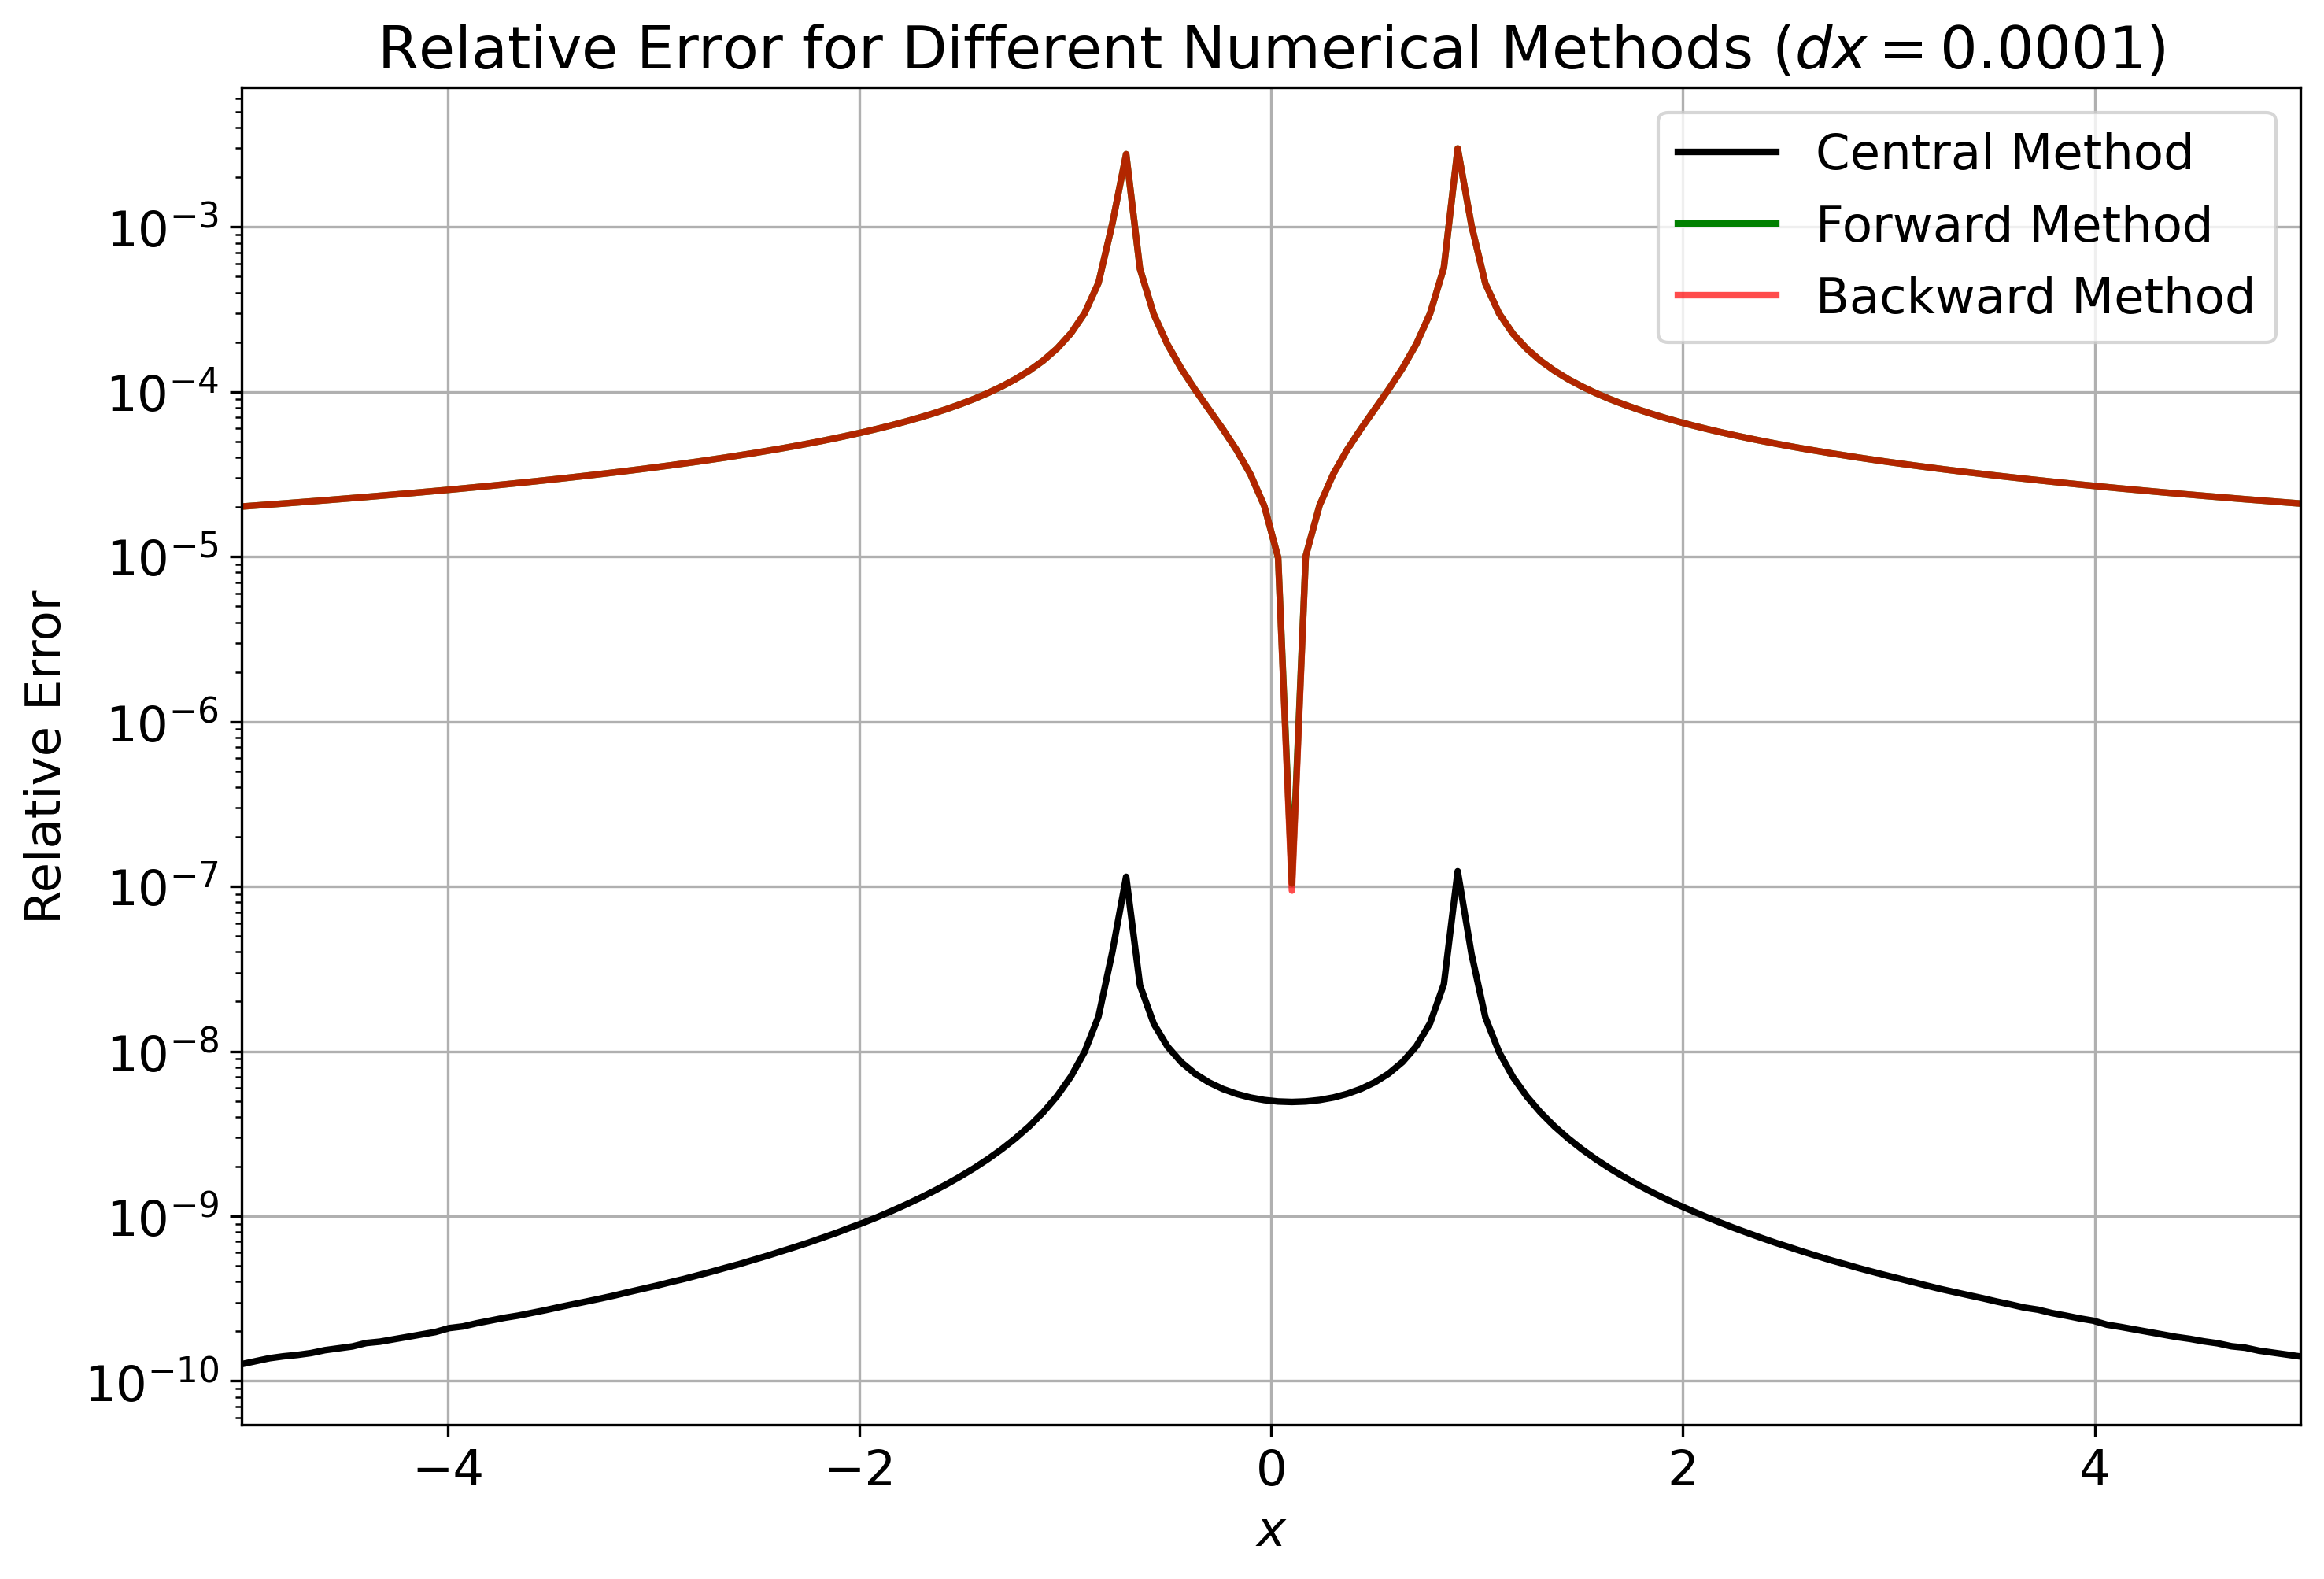 Relative Error for Different Numerical Methods (dx = 0.0001)
Central Method
Forward Method
Backward Method
Relative Error
10⁻³
10⁻⁴
10⁻⁵
10⁻⁶
10⁻⁷
10⁻⁸
10⁻⁹
10⁻¹⁰
−4 −2 0 2 4
x